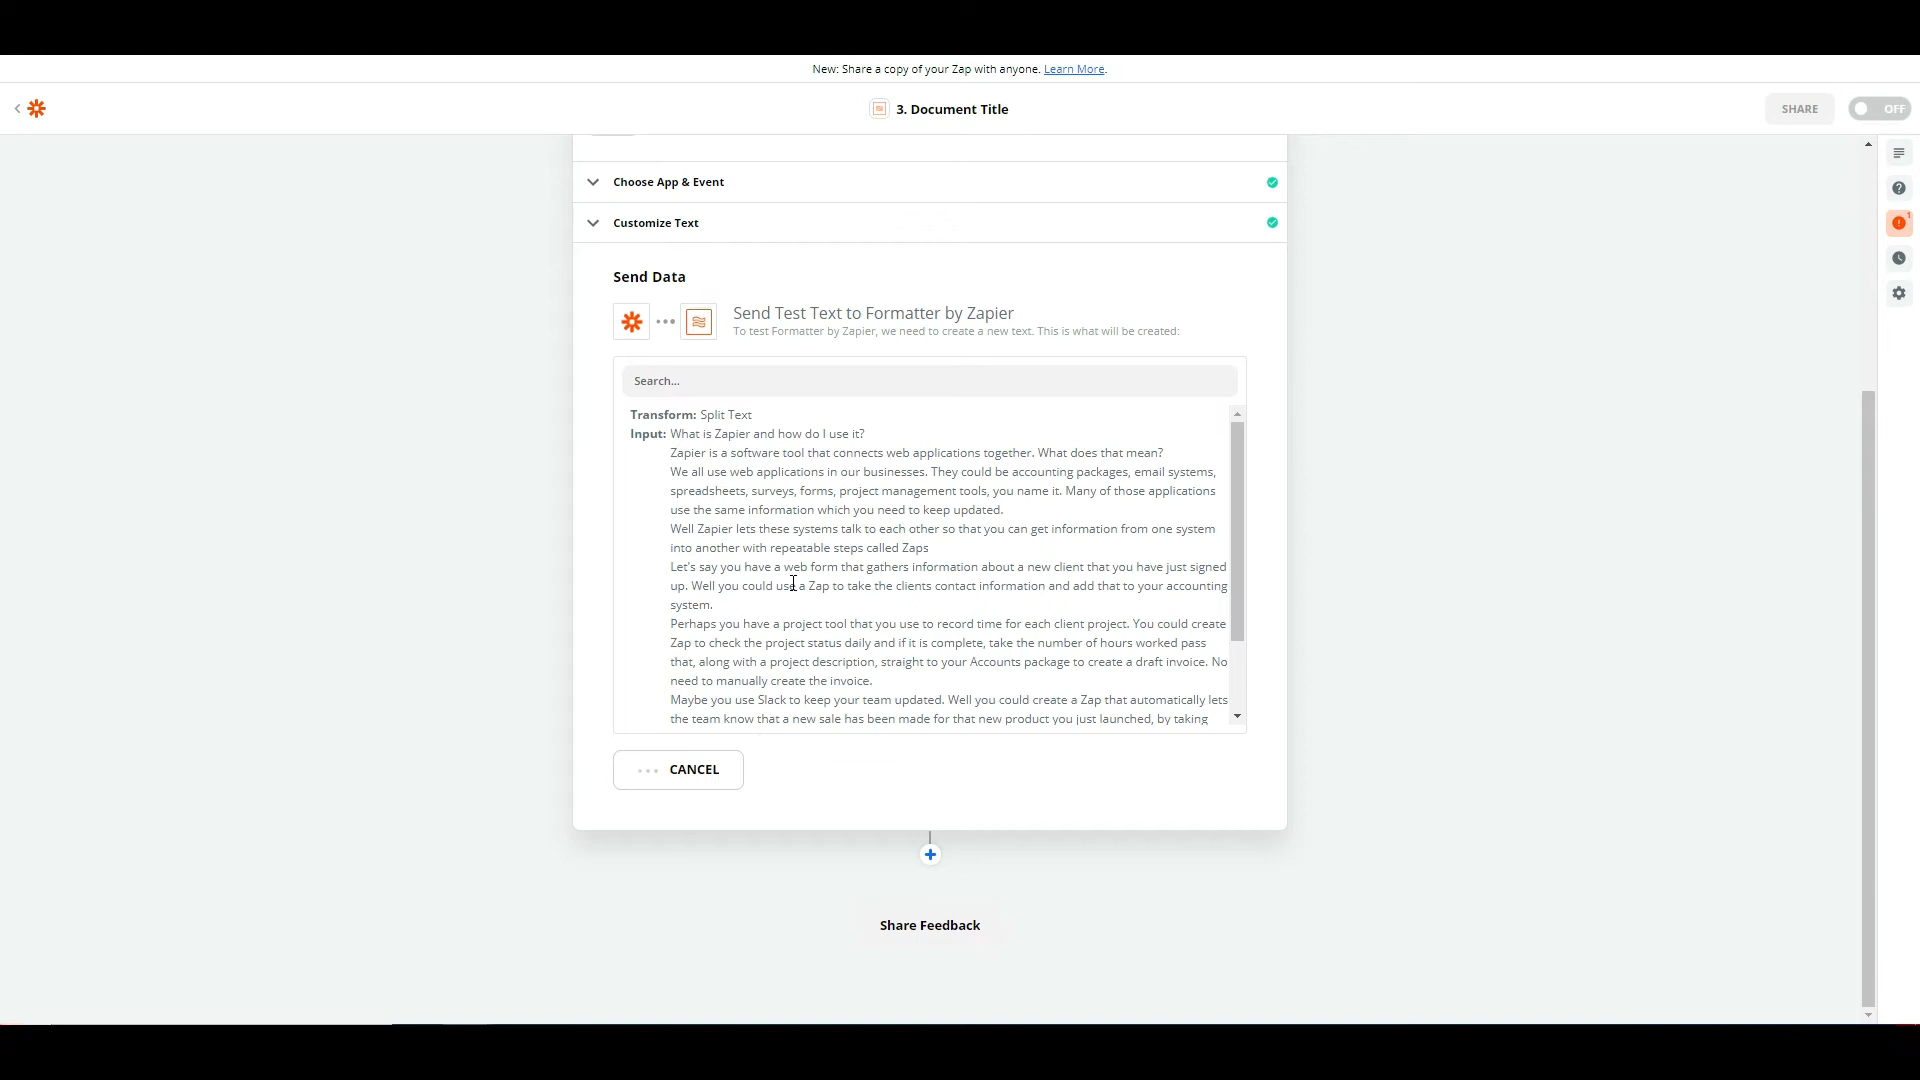 New: Share a copy of your Zap with anyone. Learn More.
3. Document Title
SHARE
OFF
Choose App & Event
Customize Text
1
Send Data
Send Test Text to Formatter by Zapier
To test Formatter by Zapier, we need to create a new text. This is what will be created:
Search...
Transform: Split Text
Input: What is Zapier and how do I use it?
Zapier is a software tool that connects web applications together. What does that mean?
We all use web applications in our businesses. They could be accounting packages, email systems,
spreadsheets, surveys, forms, project management tools, you name it. Many of those applications
use the same information which you need to keep updated.
Well Zapier lets these systems talk to each other so that you can get information from one system
into another with repeatable steps called Zaps
Let's say you have a web form that gathers information about a new client that you have just signed
up. Well you could use a Zap to take the clients contact information and add that to your accounting
system.
Perhaps you have a project tool that you use to record time for each client project. You could create
Zap to check the project status daily and if it is complete, take the number of hours worked pass
that, along with a project description, straight to your Accounts package to create a draft invoice. No
need to manually create the invoice.
Maybe you use Slack to keep your team updated. Well you could create a Zap that automatically lets
the team know that a new sale has been made for that new product you just launched, by taking
CANCEL
Share Feedback